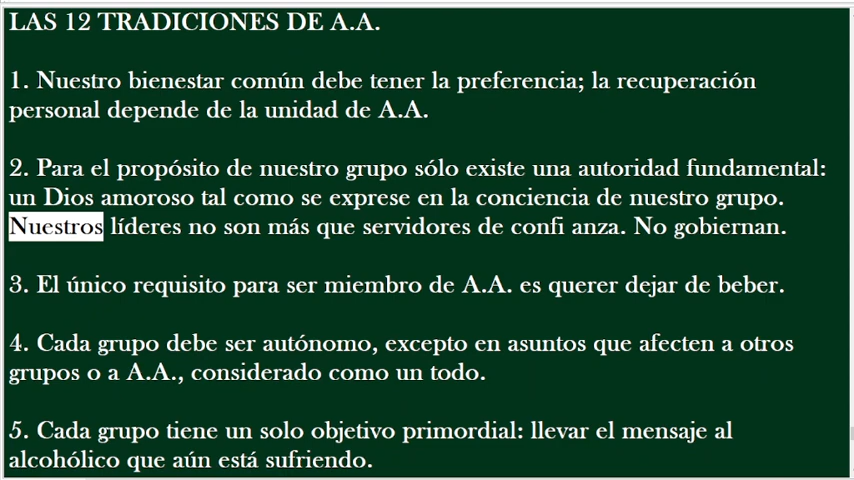 LAS 12 TRADICIONES DE A.A.
1. Nuestro bienestar común debe tener la preferencia; la recuperación
personal depende de la unidad de A.A.
2. Para el propósito de nuestro grupo sólo existe una autoridad fundamental:
un Dios amoroso tal como se exprese en la conciencia de nuestro grupo.
Nuestros líderes no son más que servidores de confi anza. No gobiernan.
3. El único requisito para ser miembro de A.A. es querer dejar de beber.
4. Cada grupo debe ser autónomo, excepto en asuntos que afecten a otros
grupos o a A.A., considerado como un todo.
5. Cada grupo tiene un solo objetivo primordial: llevar el mensaje al
alcohólico que aún está sufriendo.